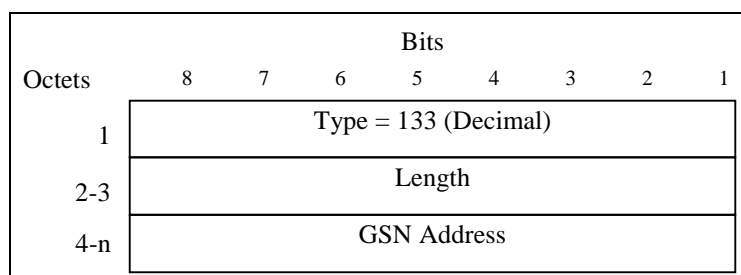 Bits
Octets 8 7 6 5 4 3 2 1
1 Type = 133 (Decimal)
2-3 Length
4-n GSN Address